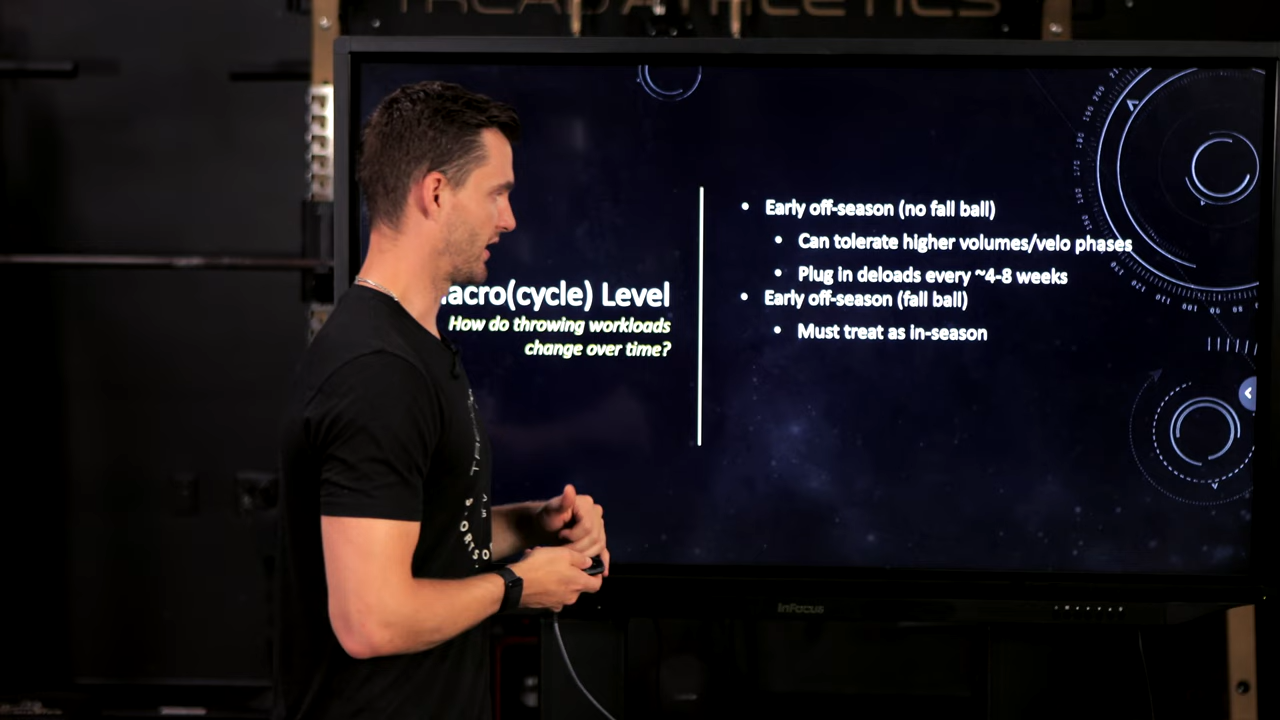 TREAD ATHLETICS
acro(cycle) Level
How do throwing workloads
change over time?
• Early off-season (no fall ball)
• Can tolerate higher volumes/velo phases
• Plug in deloads every ~4-8 weeks
• Early off-season (fall ball)
• Must treat as in-season
InFocus